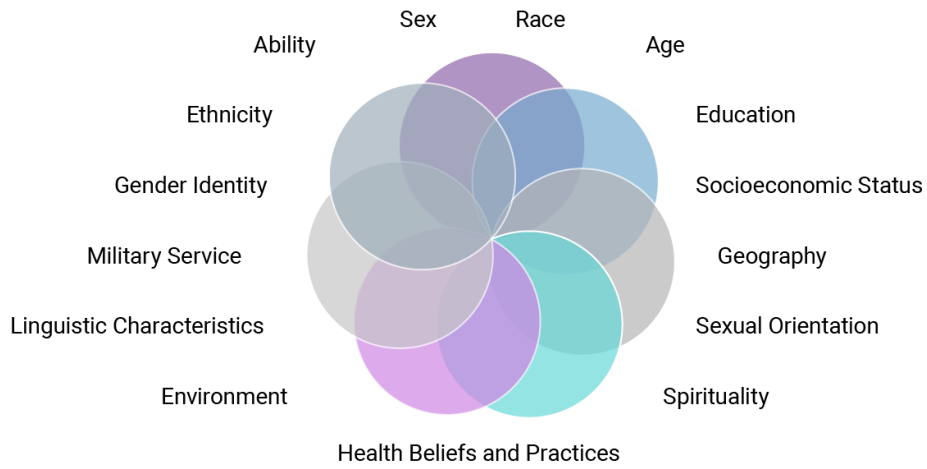 Sex
Race
Ability
Age
Ethnicity
Education
Gender Identity
Socioeconomic Status
Military Service
Geography
Linguistic Characteristics
Sexual Orientation
Environment
Spirituality
Health Beliefs and Practices